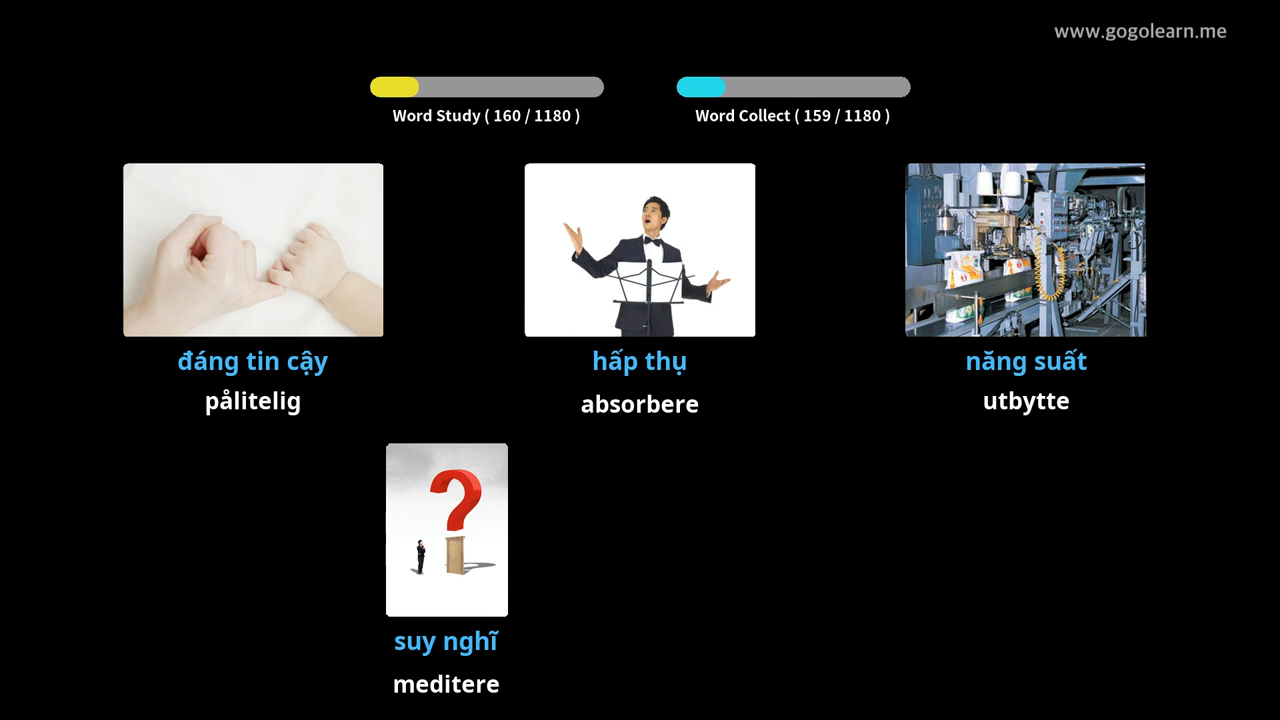 www.gogolearn.me
Word Study ( 160 / 1180 )
Word Collect ( 159 / 1180 )
đáng tin cậy
pålitelig
hấp thụ
absorbere
năng suất
utbytte
suy nghĩ
meditere